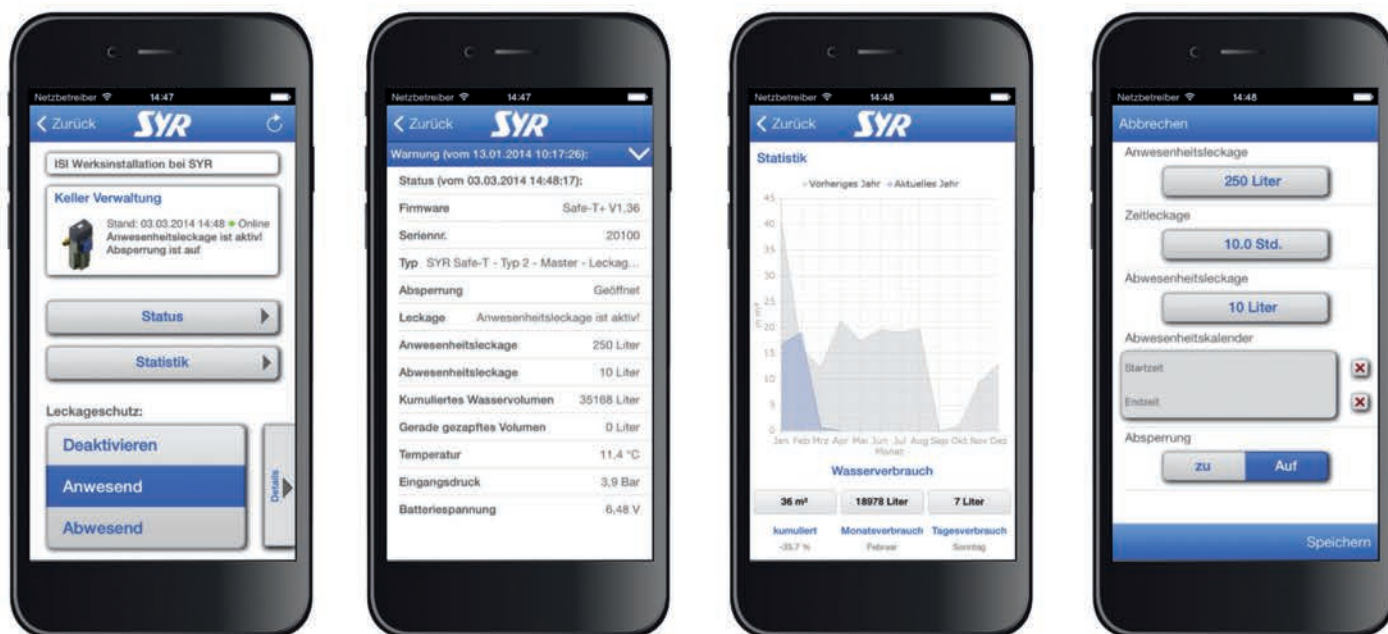 Netzbetreiber 14:47
Zurück SYR
ISI Werksinstallation bei SYR
Keller Verwaltung
Stand: 03.03.2014 14:48 Online
Anwesenheitsleckage ist aktiv!
Absperrung ist auf
Status
Statistik
Leckageschutz:
Deaktivieren
Anwesend
Abwesend
Details
Netzbetreiber 14:47
Zurück SYR
Warnung (vom 13.01.2014 10:17:26):
Status (vom 03.03.2014 14:48:17):
Firmware Safe-T+ V1.36
Seriennr. 20100
Typ SYR Safe-T - Typ 2 - Master - Leckag...
Absperrung Geöffnet
Leckage Anwesenheitsleckage ist aktiv!
Anwesenheitsleckage 250 Liter
Abwesenheitsleckage 10 Liter
Kumuliertes Wasservolumen 35168 Liter
Gerade gezapftes Volumen 0 Liter
Temperatur 11,4 °C
Eingangsdruck 3,9 Bar
Batteriespannung 6,48 V
Netzbetreiber 14:48
Zurück SYR
Statistik
Vorheriges Jahr Aktuelles Jahr
45
40
35
30
25
20
15
10
5
0
in m³
Jan Feb Mrz Apr Mai Jun Jul Aug Sep Okt Nov Dez
Monat
Wasserverbrauch
36 m³ 18978 Liter 7 Liter
kumuliert Monatsverbrauch Tagesverbrauch
-35.7 % Februar Sonntag
Netzbetreiber 14:48
Abbrechen
Anwesenheitsleckage
250 Liter
Zeitleckage
10.0 Std.
Abwesenheitsleckage
10 Liter
Abwesenheitskalender
Startzeit
Endzeit
Absperrung
zu Auf
Speichern